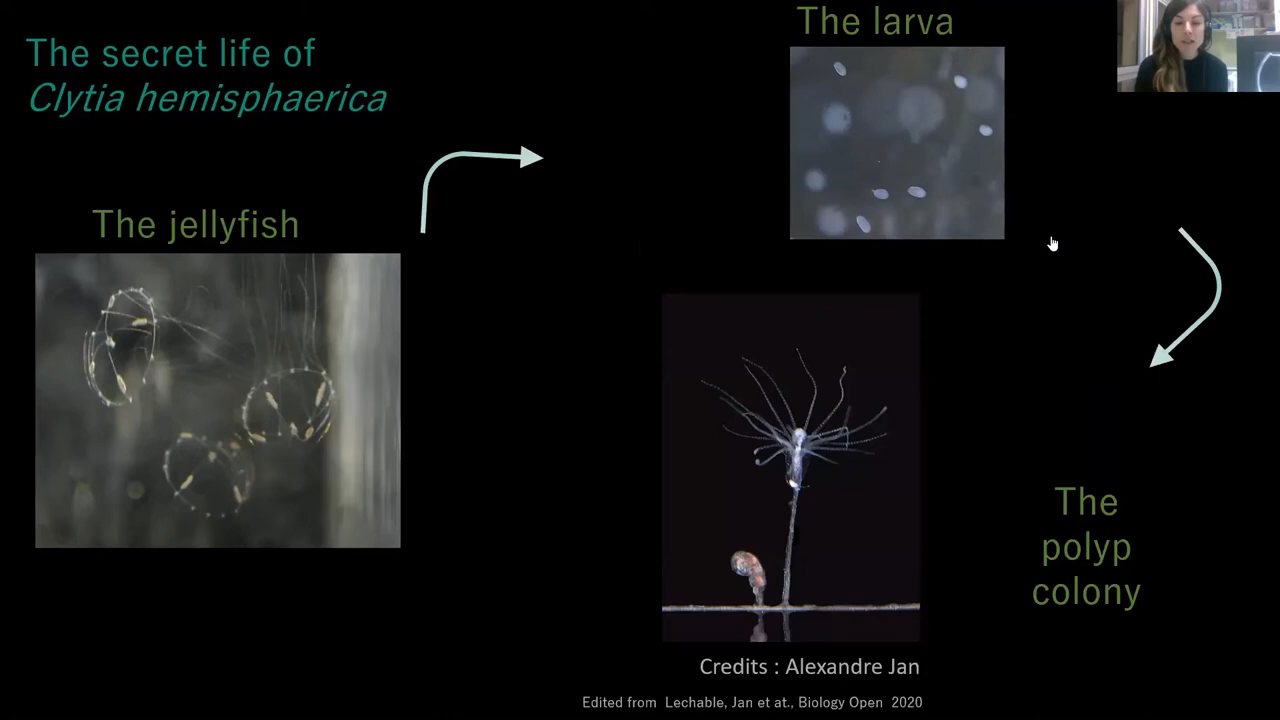 The secret life of
Clytia hemisphaerica
The larva
The jellyfish
The
polyp
colony
Credits : Alexandre Jan
Edited from  Lechable, Jan et at., Biology Open  2020